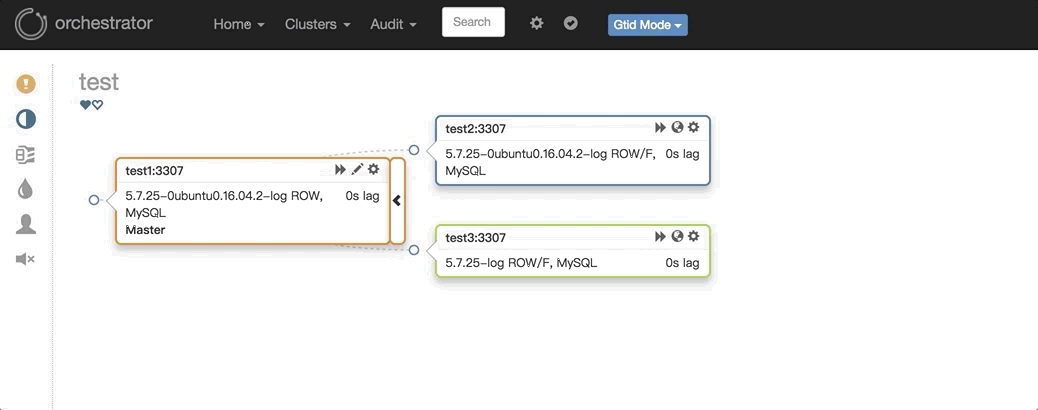 orchestrator Home Clusters Audit Search Gtid Mode
test
test1:3307
5.7.25-0ubuntu0.16.04.2-log ROW, 0s lag
MySQL
Master
test2:3307
5.7.25-0ubuntu0.16.04.2-log ROW/F, 0s lag
MySQL
test3:3307
5.7.25-log ROW/F, MySQL 0s lag